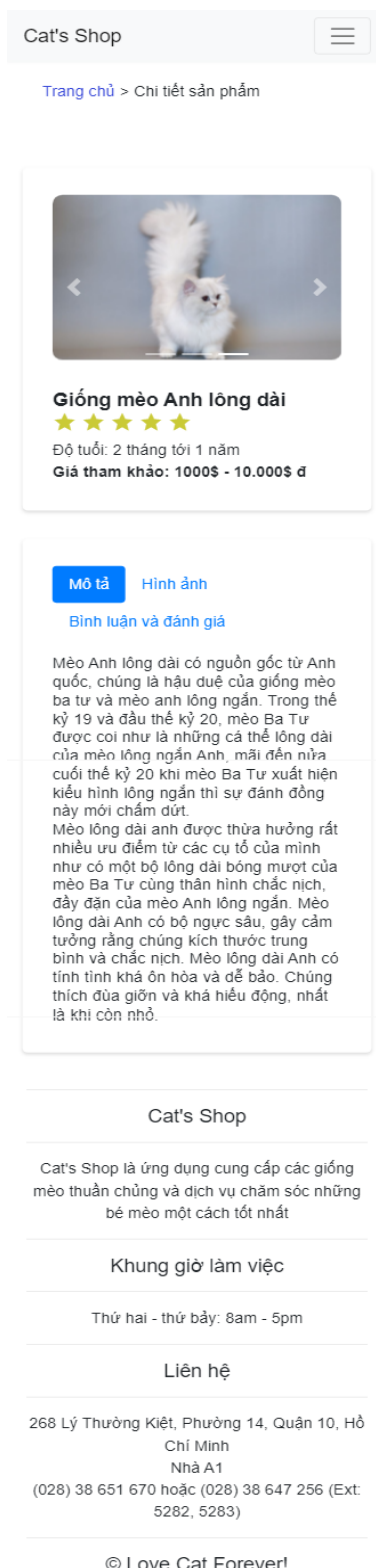 Cat's Shop
Trang chủ > Chi tiết sản phẩm
Giống mèo Anh lông dài
Độ tuổi: 2 tháng tới 1 năm
Giá tham khảo: 1000$ - 10.000$ đ
Mô tả Hình ảnh
Bình luận và đánh giá
Mèo Anh lông dài có nguồn gốc từ Anh
quốc, chúng là hậu duệ của giống mèo
ba tư và mèo anh lông ngắn. Trong thế
kỷ 19 và đầu thế kỷ 20, mèo Ba Tư
được coi như là những cá thể lông dài
của mèo lông ngắn Anh, mãi đến nửa
cuối thế kỷ 20 khi mèo Ba Tư xuất hiện
kiểu hình lông ngắn thì sự đánh đồng
này mới chấm dứt.
Mèo lông dài anh được thừa hưởng rất
nhiều ưu điểm từ các cụ tổ của mình
như có một bộ lông dài bóng mượt của
mèo Ba Tư cùng thân hình chắc nịch,
đầy đặn của mèo Anh lông ngắn. Mèo
lông dài Anh có bộ ngực sâu, gây cảm
tưởng rằng chúng kích thước trung
bình và chắc nịch. Mèo lông dài Anh có
tính tình khá ôn hòa và dễ bảo. Chúng
thích đùa giỡn và khá hiếu động, nhất
là khi còn nhỏ.
Cat's Shop
Cat's Shop là ứng dụng cung cấp các giống
mèo thuần chủng và dịch vụ chăm sóc những
bé mèo một cách tốt nhất
Khung giờ làm việc
Thứ hai - thứ bảy: 8am - 5pm
Liên hệ
268 Lý Thường Kiệt, Phường 14, Quận 10, Hồ
Chí Minh
Nhà A1
(028) 38 651 670 hoặc (028) 38 647 256 (Ext:
5282, 5283)
© Love Cat Forever!